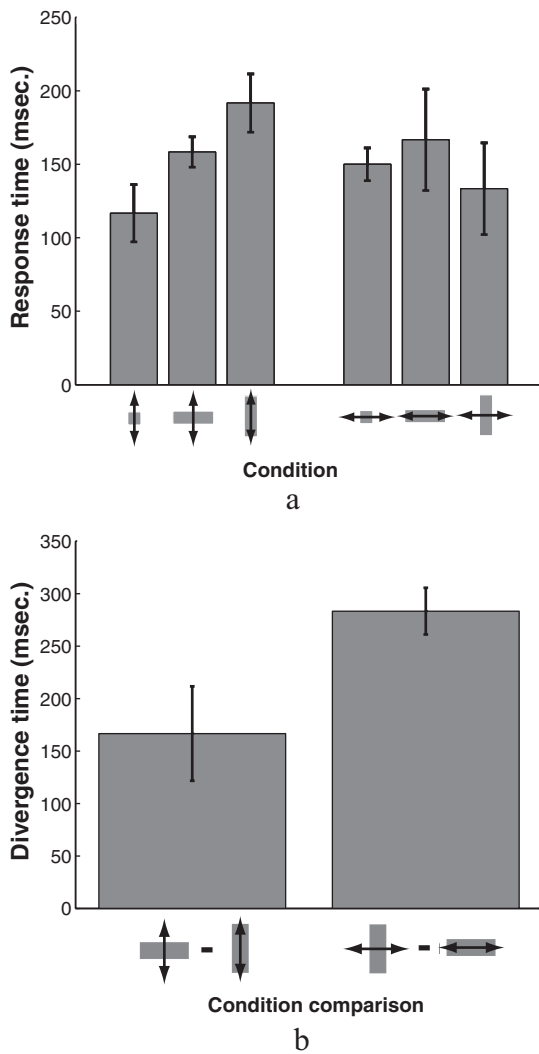 250
200
150
100
50
0
Response time (msec.)
Condition
a
350
300
250
200
150
100
50
0
Divergence time (msec.)
Condition comparison
b